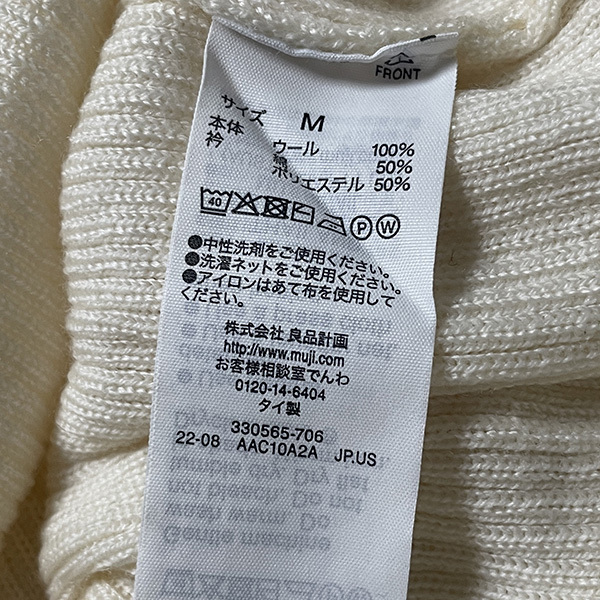 FRONT
サイズ M
本体 ウール 100%
衿 綿 50%
ポリエステル 50%
40
P W
●中性洗剤をご使用ください。
●洗濯ネットをご使用ください。
●アイロンはあて布を使用して
ください。
株式会社 良品計画
http://www.muji.com
お客様相談室でんわ
0120-14-6404
タイ製
330565-706
22-08 AAC10A2A JP.US